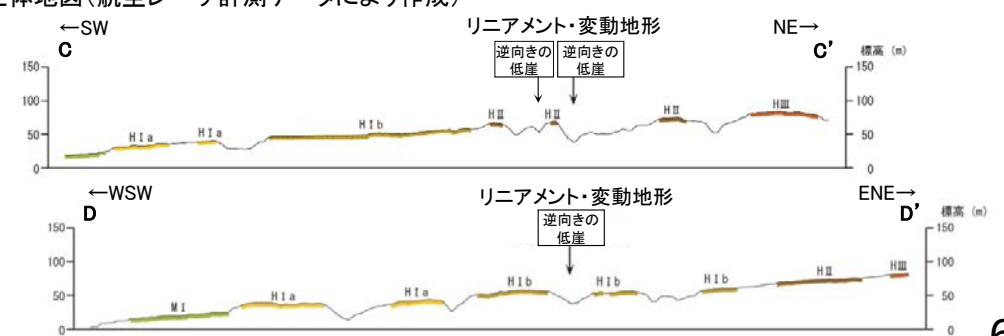 立体地図(航空レーザ計測データにより作成)
←SW リニアメント・変動地形 NE→
C 逆向きの低崖 逆向きの低崖 C’ 標高 (m)
150 150
100 HⅡ HⅡ HⅡ HⅢ 100
50 HⅠa HⅠa HⅠb 50
0 0
←WSW リニアメント・変動地形 ENE→
D 逆向きの低崖 D’ 標高 (m)
150 150
100 HⅠb HⅠb HⅠb HⅡ HⅢ 100
50 MⅠ HⅠa HⅠa 50
0 0